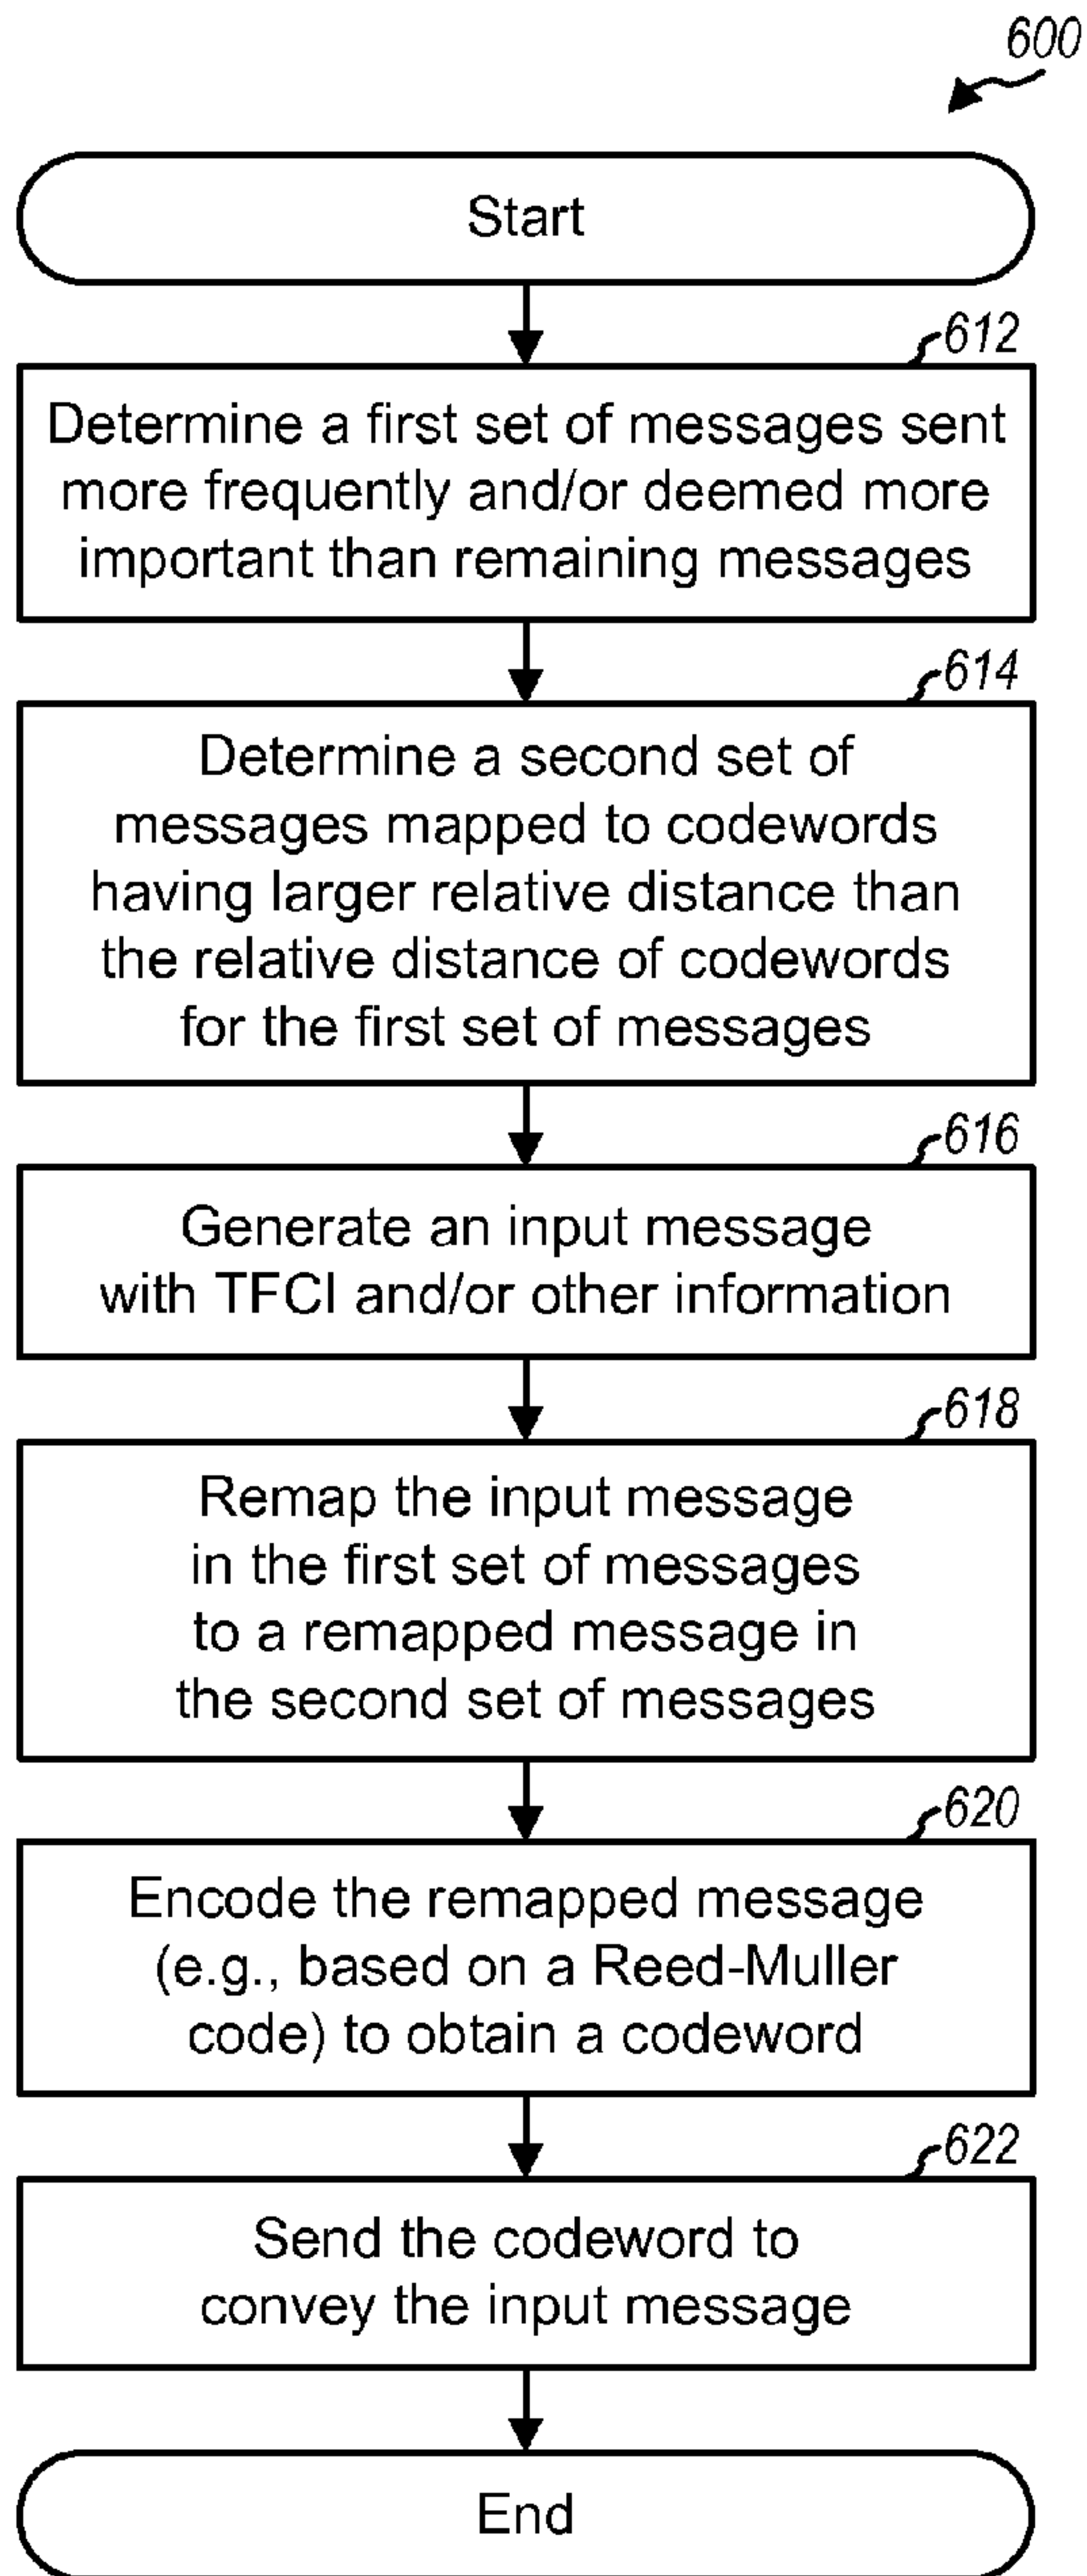 600
Start
612
Determine a first set of messages sent
more frequently and/or deemed more
important than remaining messages
614
Determine a second set of
messages mapped to codewords
having larger relative distance than
the relative distance of codewords
for the first set of messages
616
Generate an input message
with TFCI and/or other information
618
Remap the input message
in the first set of messages
to a remapped message in
the second set of messages
620
Encode the remapped message
(e.g., based on a Reed-Muller
code) to obtain a codeword
622
Send the codeword to
convey the input message
End